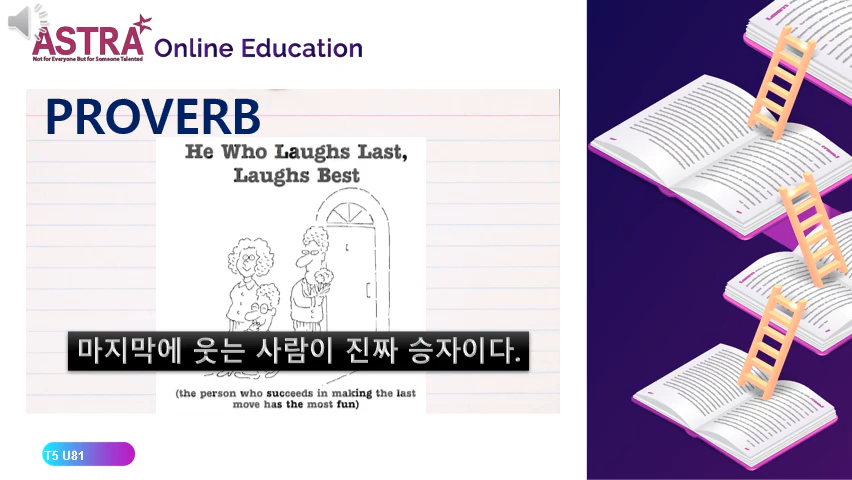 ASTRA Online Education
Not for Everyone But for Someone Talented
PROVERB
He Who Laughs Last,
Laughs Best
마지막에 웃는 사람이 진짜 승자이다.
(the person who succeeds in making the last
move has the most fun)
T5 U81